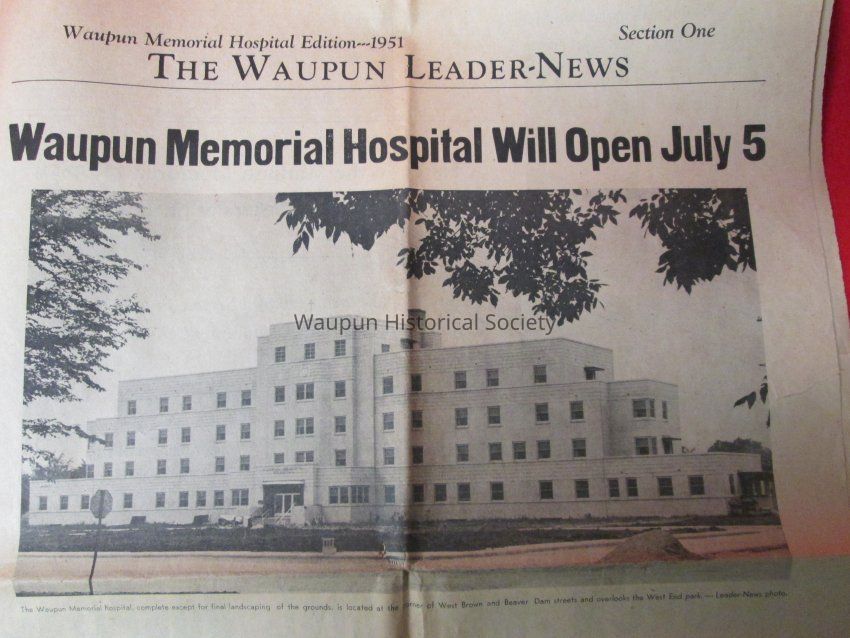 Waupun Memorial Hospital Edition---1951
Section One
THE WAUPUN LEADER-NEWS
Waupun Memorial Hospital Will Open July 5
Waupun Historical Society
The Waupun Memorial hospital, complete except for final landscaping of the grounds, is located at the corner of West Brown and Beaver Dam streets and overlooks the West End park. — Leader-News photo.